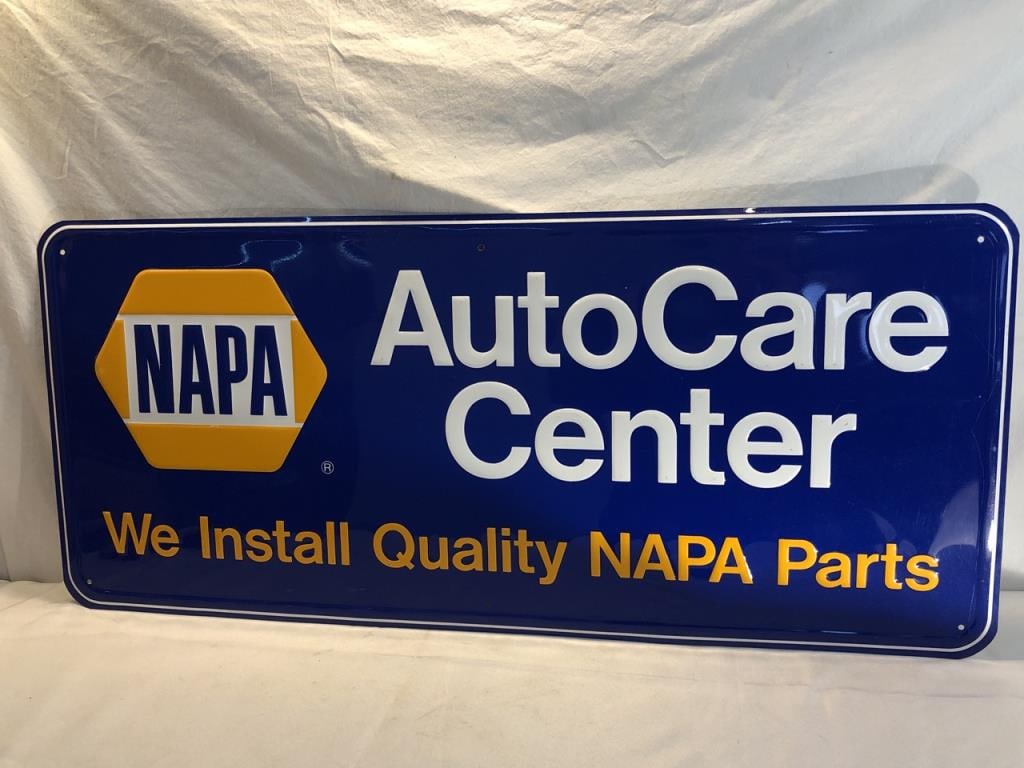 NAPA
®
AutoCare
Center
We Install Quality NAPA Parts